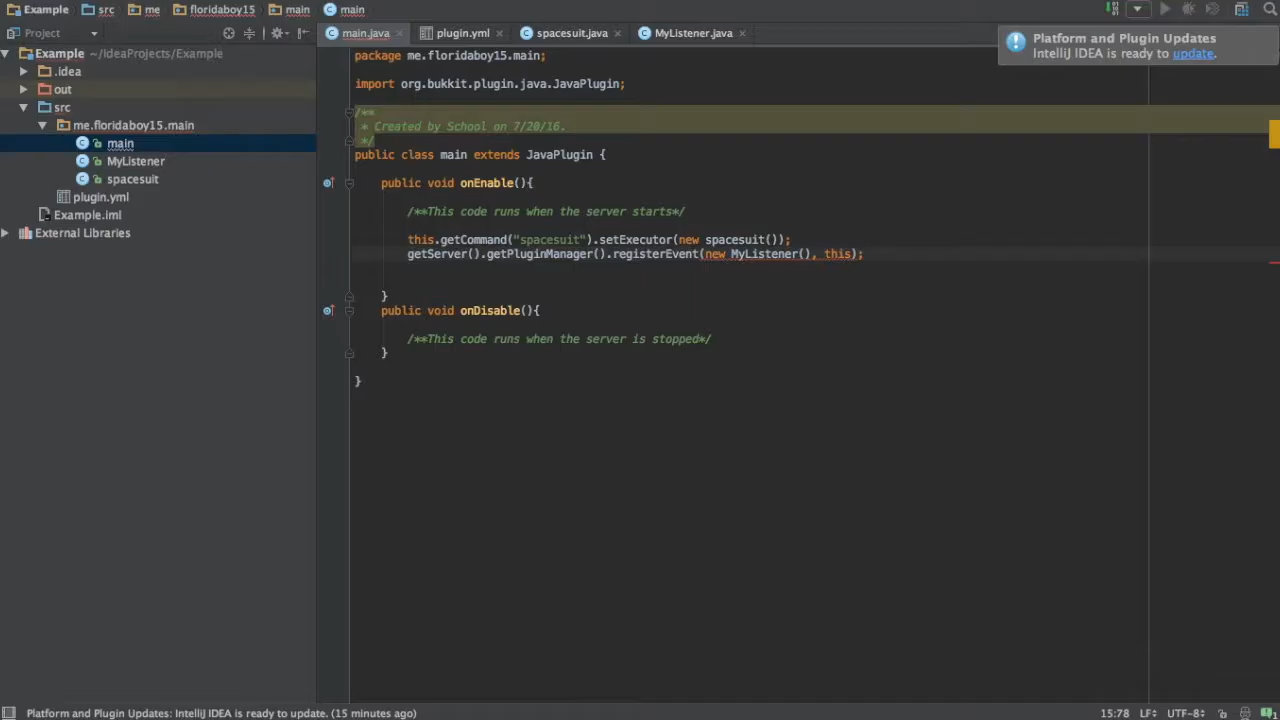 Example src me floridaboy15 main main
Project
main.java plugin.yml spacesuit.java MyListener.java
Platform and Plugin Updates
IntelliJ IDEA is ready to update.
Example ~/IdeaProjects/Example
.idea
out
src
me.floridaboy15.main
main
MyListener
spacesuit
plugin.yml
Example.iml
External Libraries
package me.floridaboy15.main;
import org.bukkit.plugin.java.JavaPlugin;
/**
* Created by School on 7/20/16.
*/
public class main extends JavaPlugin {
public void onEnable(){
/**This code runs when the server starts*/
this.getCommand("spacesuit").setExecutor(new spacesuit());
getServer().getPluginManager().registerEvent(new MyListener(), this);
}
public void onDisable(){
/**This code runs when the server is stopped*/
}
}
Platform and Plugin Updates: IntelliJ IDEA is ready to update. (15 minutes ago)
15:78 LF UTF-8